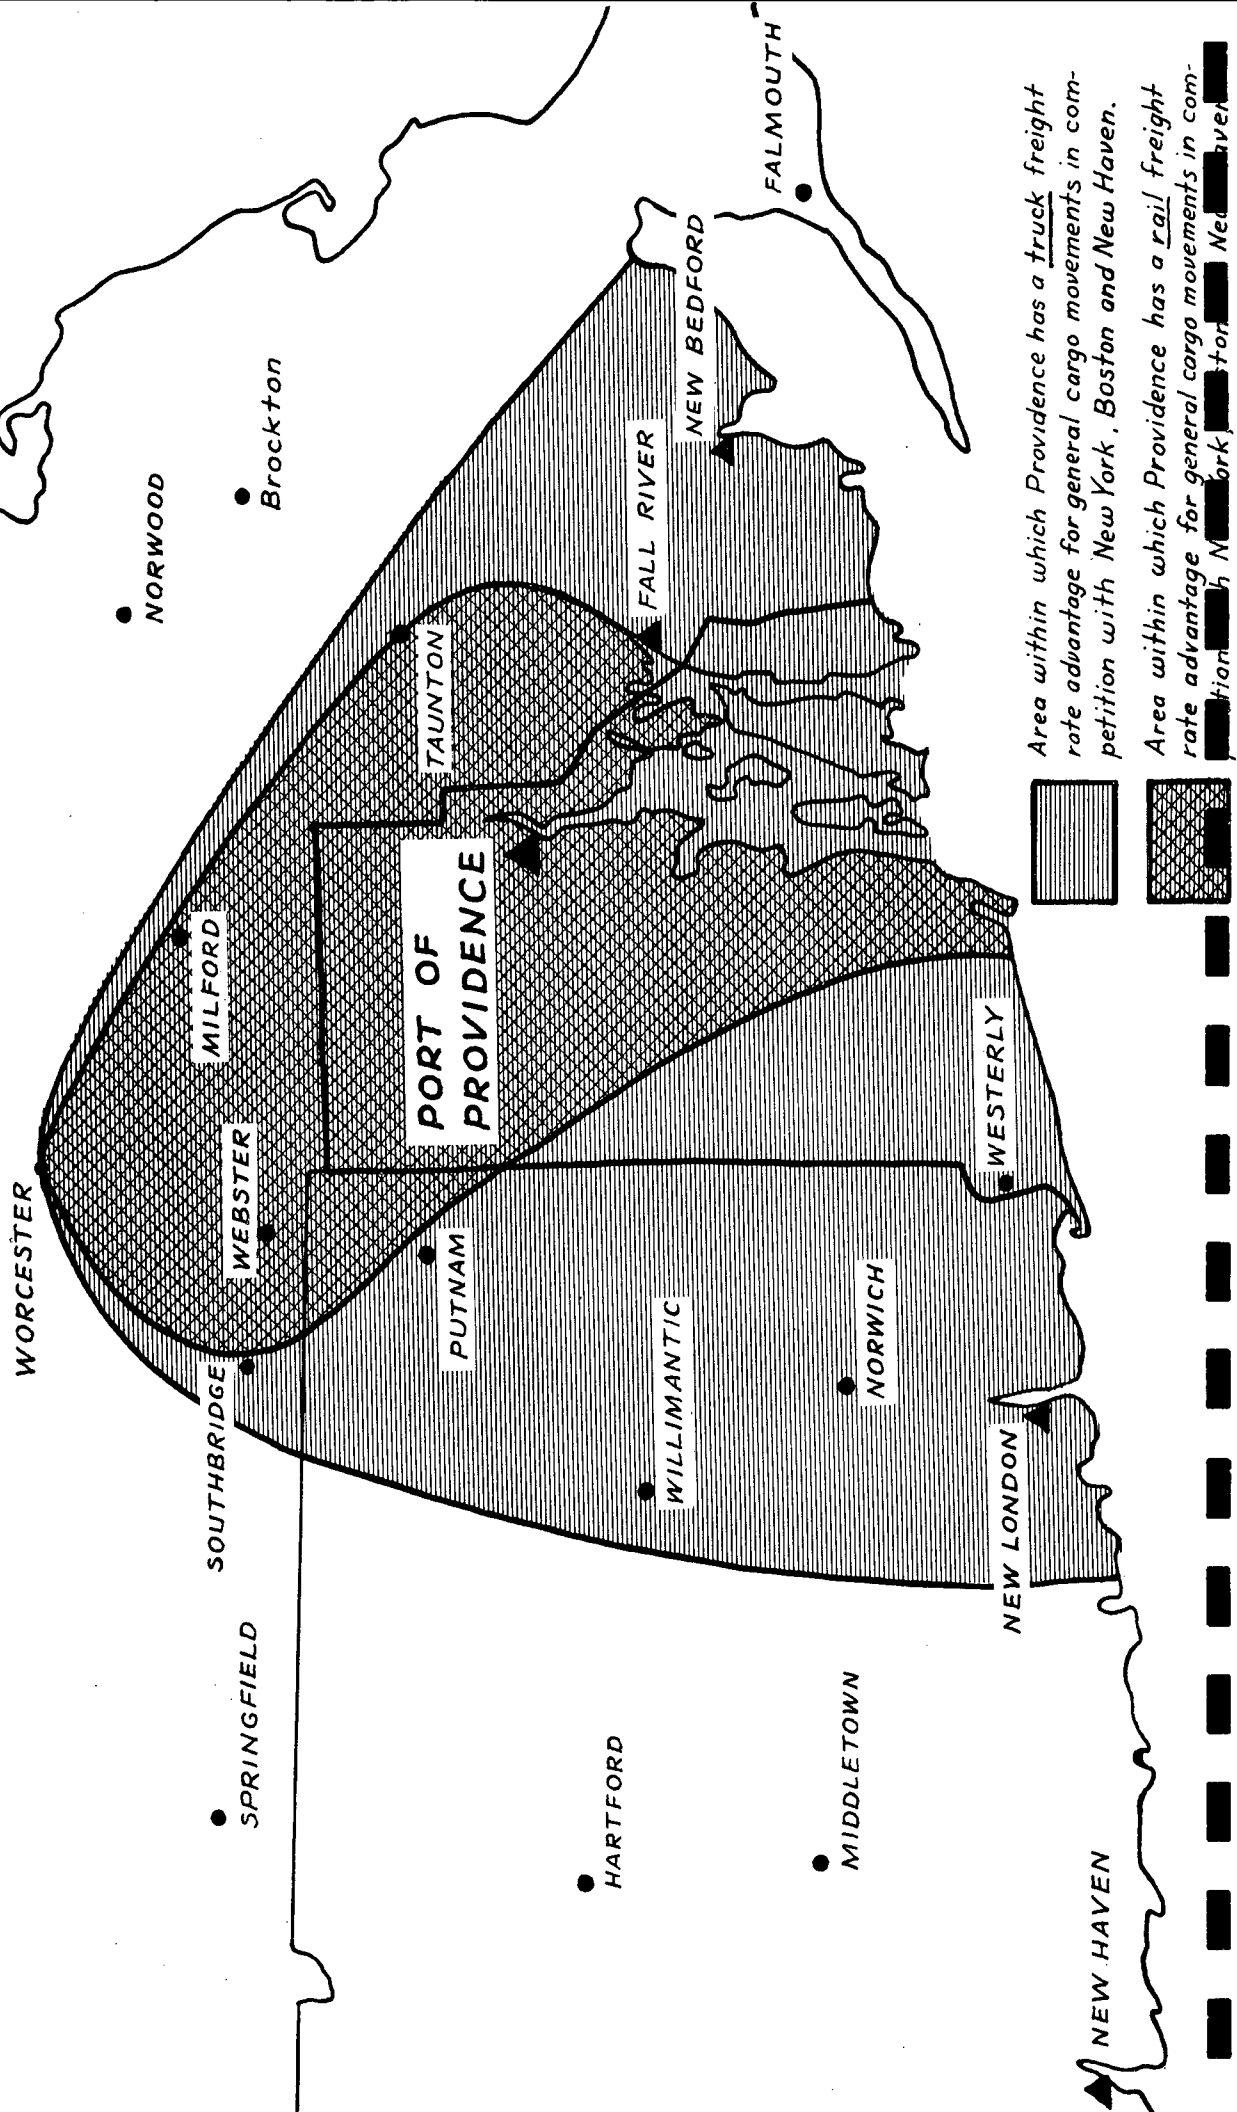 WORCESTER
NORWOOD
MILFORD
SOUTHBRIDGE
WEBSTER
SPRINGFIELD
Brockton
PORT OF
PROVIDENCE
TAUNTON
PUTNAM
HARTFORD
WILLIMANTIC
FALL RIVER
NEW BEDFORD
FALMOUTH
MIDDLETOWN
NORWICH
WESTERLY
NEW LONDON
NEW HAVEN
Area within which Providence has a truck freight
rate advantage for general cargo movements in com-
petition with New York, Boston and New Haven.
Area within which Providence has a rail freight
rate advantage for general cargo movements in com-